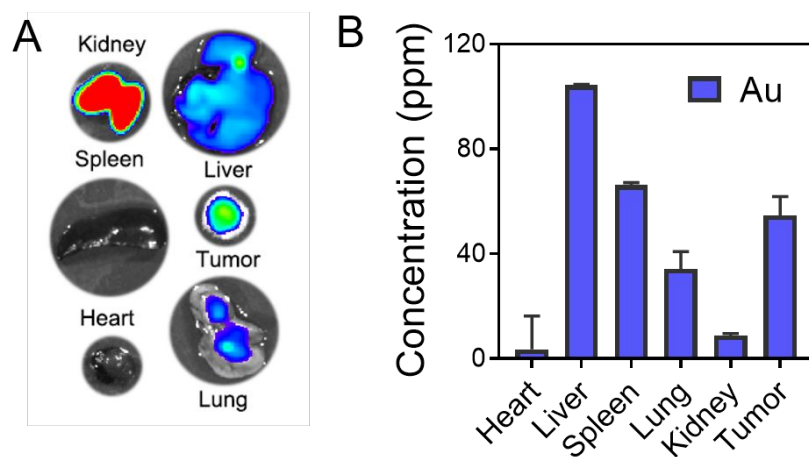 A
Kidney
Spleen
Liver
Tumor
Heart
Lung
B
Concentration (ppm)
120
80
40
0
Au
Heart
Liver
Spleen
Lung
Kidney
Tumor